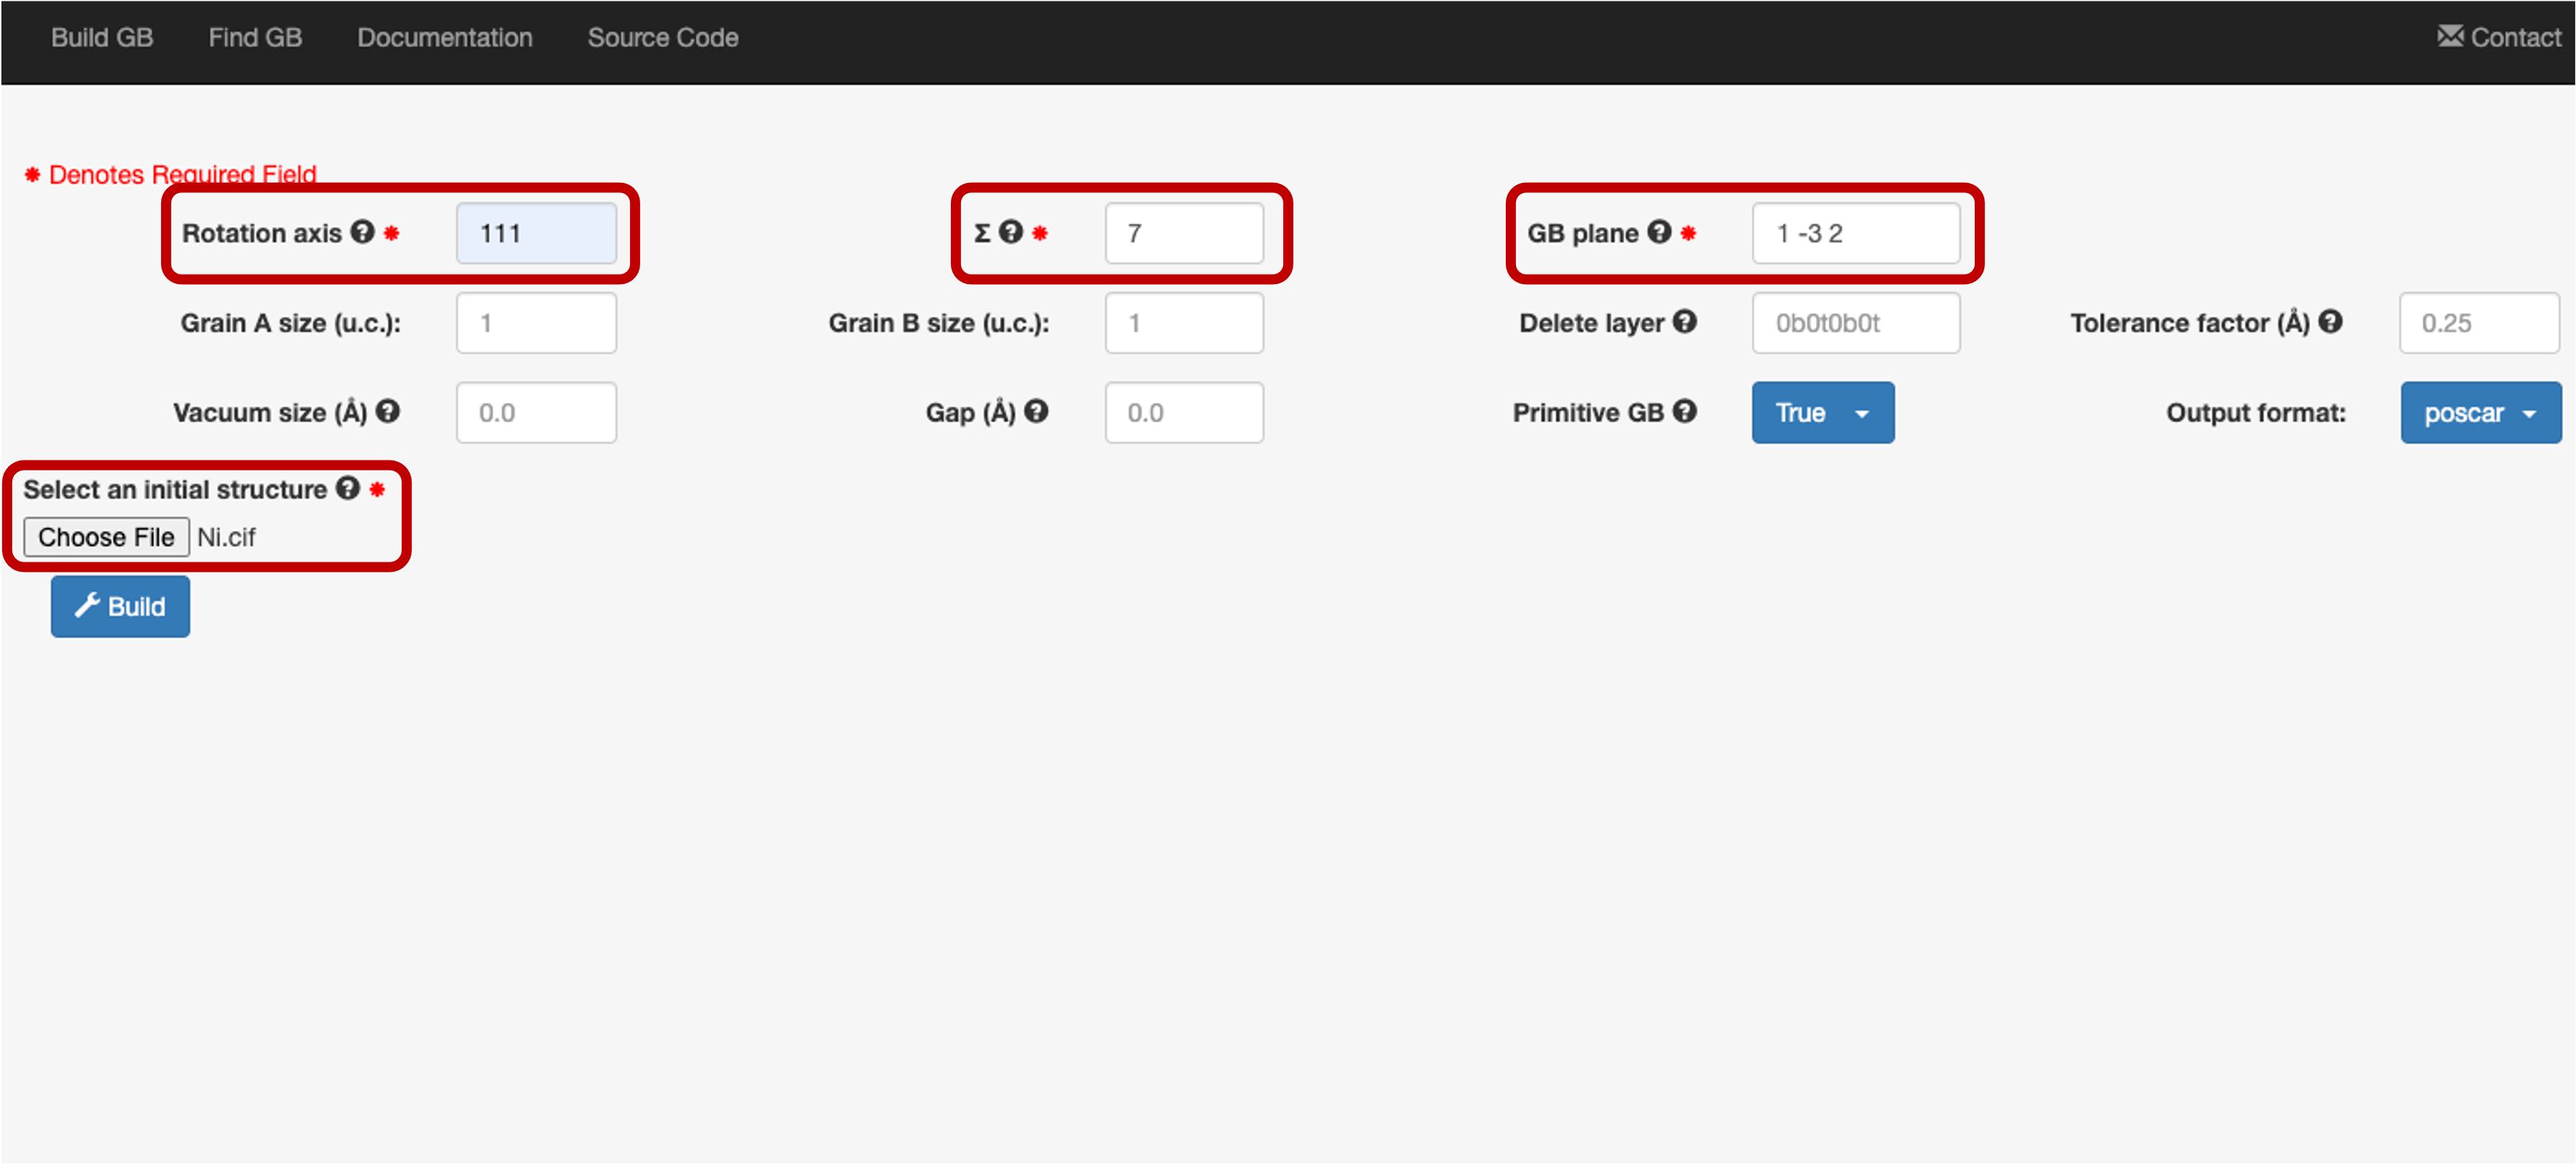 Build GB Find GB Documentation Source Code Contact
* Denotes Required Field
Rotation axis ? * 111 Σ ? * 7 GB plane ? * 1 -3 2
Grain A size (u.c.): 1 Grain B size (u.c.): 1 Delete layer ? 0b0t0b0t Tolerance factor (Å) ? 0.25
Vacuum size (Å) ? 0.0 Gap (Å) ? 0.0 Primitive GB ? True Output format: poscar
Select an initial structure ? *
Choose File Ni.cif
Build